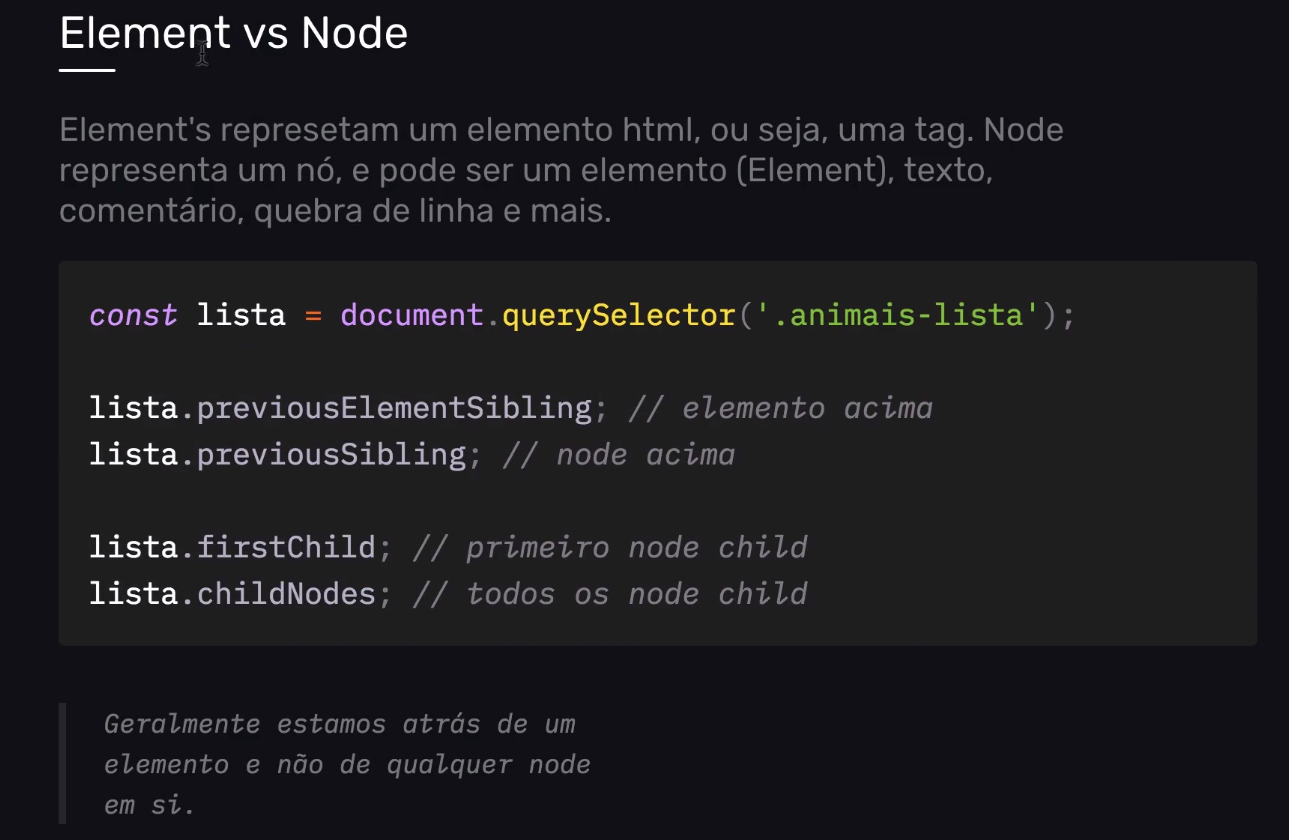 Element vs Node
Element's represetam um elemento html, ou seja, uma tag. Node
representa um nó, e pode ser um elemento (Element), texto,
comentário, quebra de linha e mais.
const lista = document.querySelector('.animais-lista');
lista.previousElementSibling; // elemento acima
lista.previousSibling; // node acima
lista.firstChild; // primeiro node child
lista.childNodes; // todos os node child
Geralmente estamos atrás de um
elemento e não de qualquer node
em si.